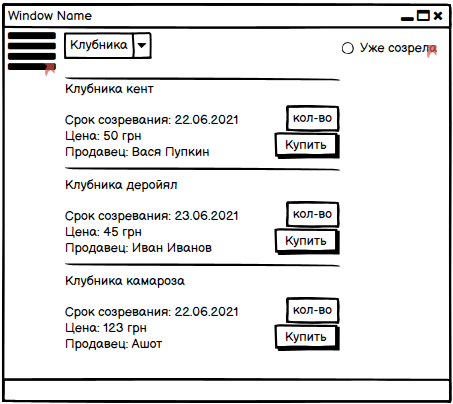 Window Name
Клубника
Уже созрела
Клубника кент
Срок созревания: 22.06.2021
кол-во
Цена: 50 грн
Купить
Продавец: Вася Пупкин
Клубника деройял
Срок созревания: 23.06.2021
кол-во
Цена: 45 грн
Купить
Продавец: Иван Иванов
Клубника камароза
Срок созревания: 22.06.2021
кол-во
Цена: 123 грн
Купить
Продавец: Ашот